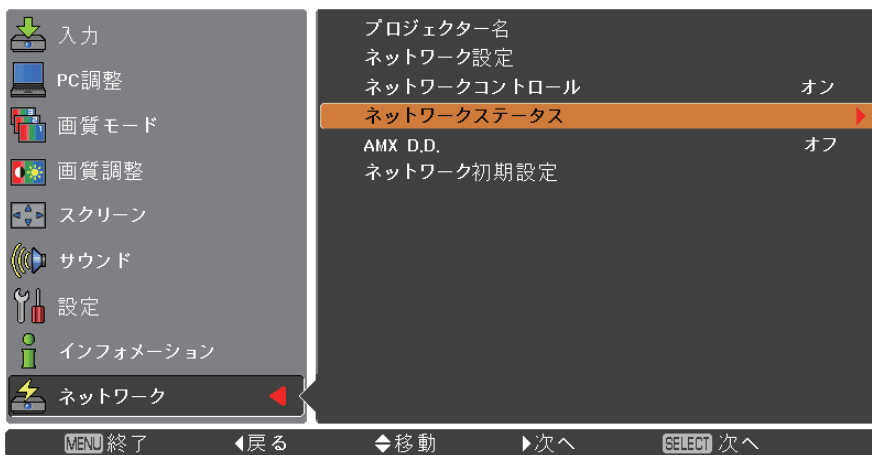 入力
PC調整
画質モード
画質調整
スクリーン
サウンド
設定
インフォメーション
ネットワーク
プロジェクター名
ネットワーク設定
ネットワークコントロール オン
ネットワークステータス
AMX D.D. オフ
ネットワーク初期設定
MENU 終了 戻る 移動 次へ SELECT 次へ